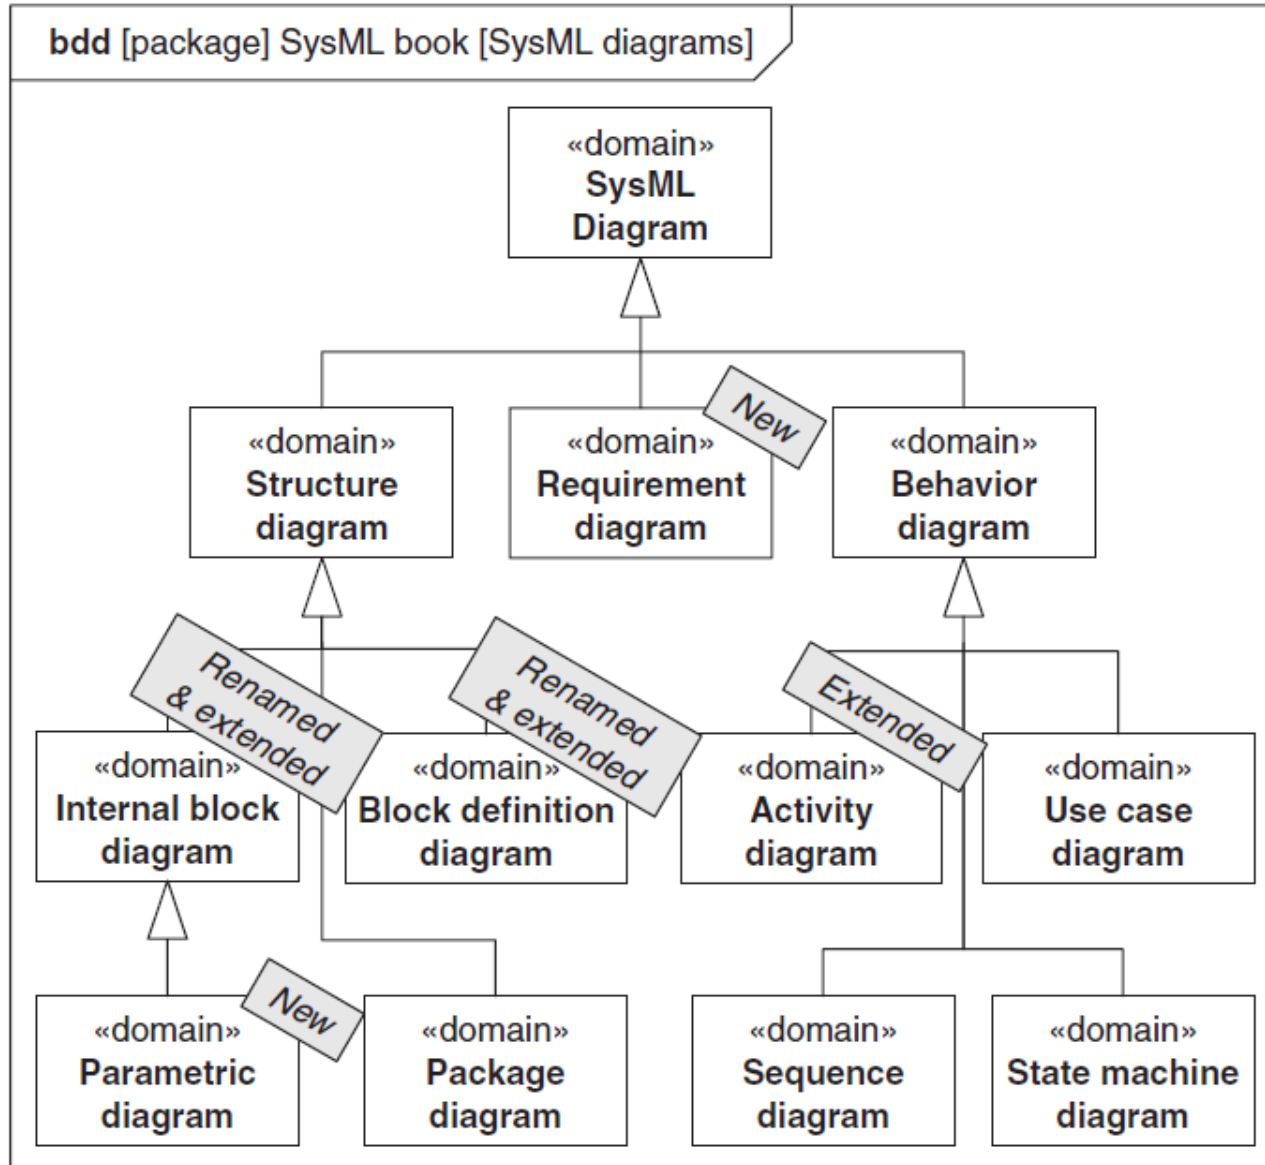 bdd [package] SysML book [SysML diagrams]
«domain»
SysML
Diagram
«domain»
Structure
diagram
«domain»
Requirement
diagram
New
«domain»
Behavior
diagram
Renamed
& extended
Renamed
& extended
Extended
«domain»
Internal block
diagram
«domain»
Block definition
diagram
«domain»
Activity
diagram
«domain»
Use case
diagram
«domain»
Parametric
diagram
New
«domain»
Package
diagram
«domain»
Sequence
diagram
«domain»
State machine
diagram